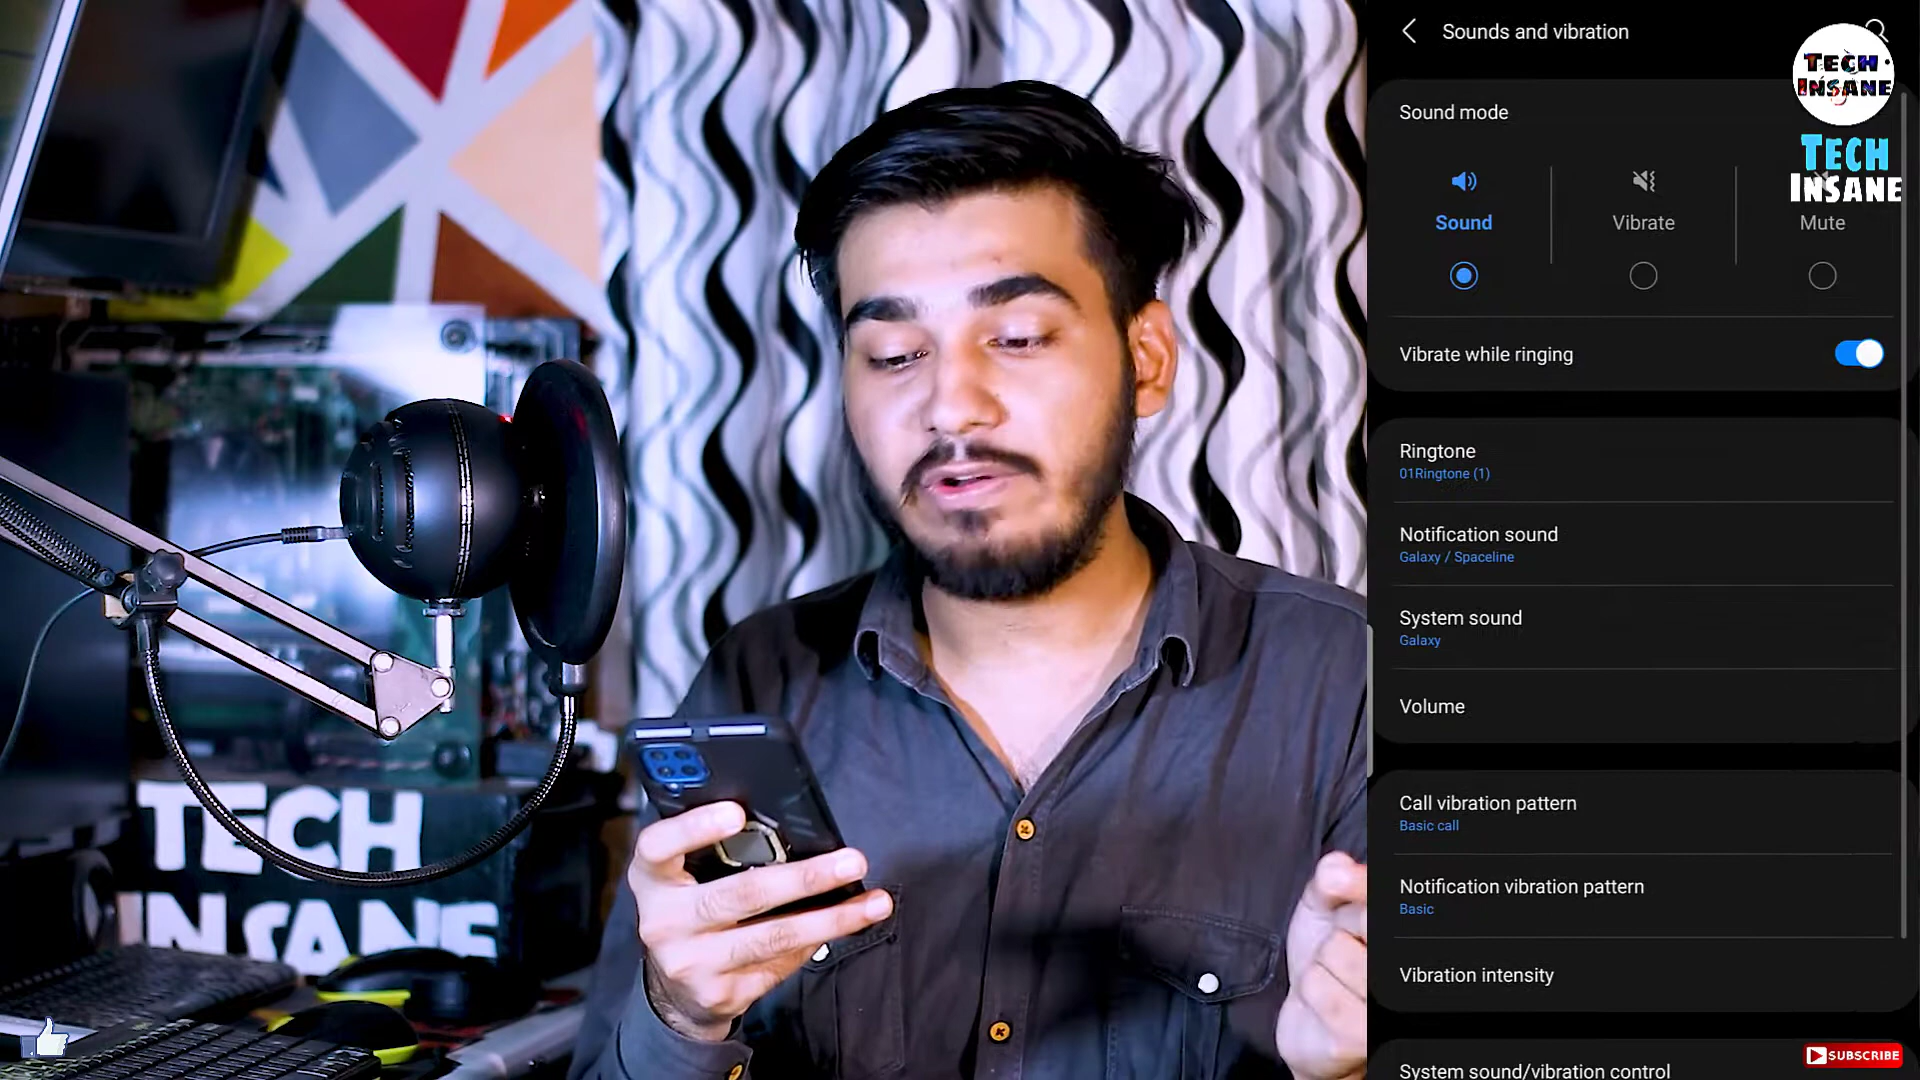 Sounds and vibration
TECH
INSANE
TECH
INSANE
Sound mode
Sound
Vibrate
Mute
Vibrate while ringing
Ringtone
01Ringtone (1)
Notification sound
Galaxy / Spaceline
System sound
Galaxy
Volume
Call vibration pattern
Basic call
Notification vibration pattern
Basic
Vibration intensity
System sound/vibration control
SUBSCRIBE
TECH
INSANE